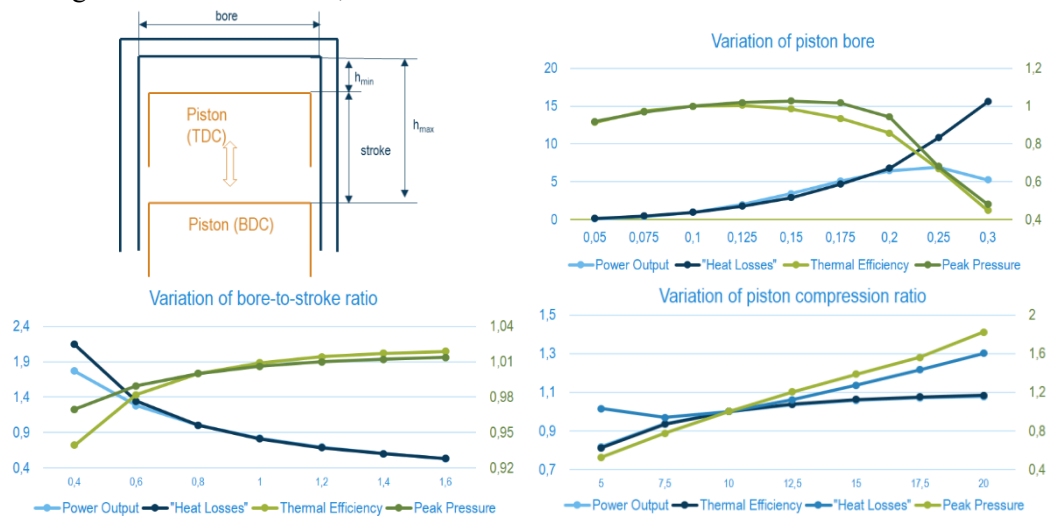 bore
h min
Piston
(TDC)
h max
stroke
Piston (BDC)
Variation of piston bore
20
15
10
5
0
1,2
1
0,8
0,6
0,4
0,05 0,075 0,1 0,125 0,15 0,175 0,2 0,25 0,3
Power Output "Heat Losses" Thermal Efficiency Peak Pressure
Variation of bore-to-stroke ratio
2,4
1,9
1,4
0,9
0,4
1,04
1,01
0,98
0,95
0,92
0,4 0,6 0,8 1 1,2 1,4 1,6
Power Output "Heat Losses" Thermal Efficiency Peak Pressure
Variation of piston compression ratio
1,5
1,3
1,1
0,9
0,7
2
1,6
1,2
0,8
0,4
5 7,5 10 12,5 15 17,5 20
Power Output Thermal Efficiency "Heat Losses" Peak Pressure